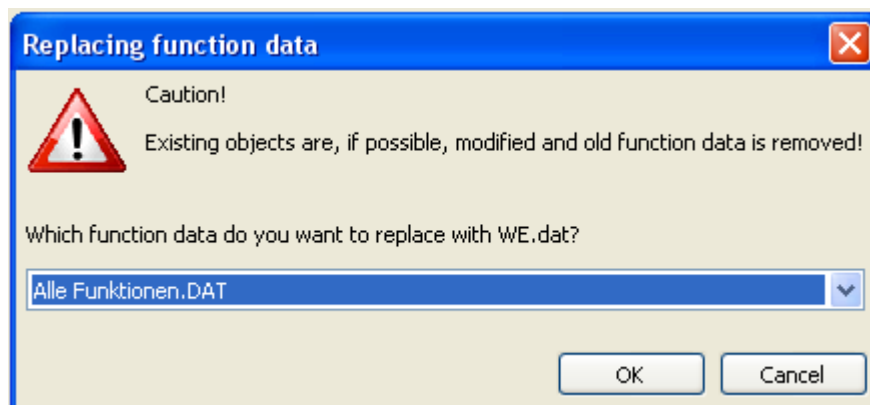 Replacing function data
Caution!
Existing objects are, if possible, modified and old function data is removed!
Which function data do you want to replace with WE.dat?
Alle Funktionen.DAT
OK
Cancel